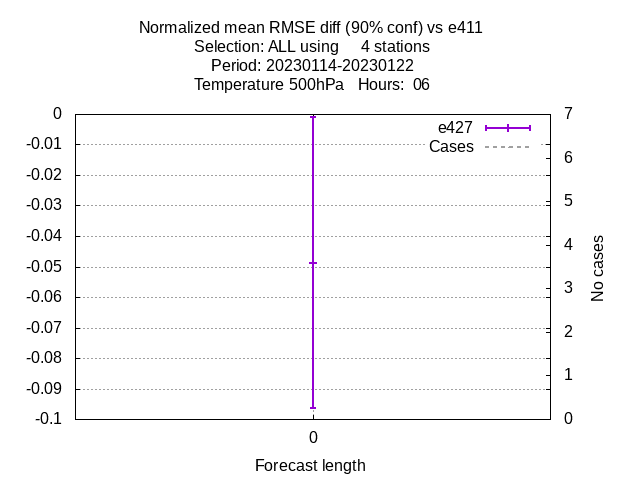 Normalized mean RMSE diff (90% conf) vs e411
Selection: ALL using     4 stations
Period: 20230114-20230122
Temperature 500hPa   Hours:  06
e427
Cases
0
-0.01
-0.02
-0.03
-0.04
-0.05
-0.06
-0.07
-0.08
-0.09
-0.1
7
6
5
4
3
2
1
0
No cases
0
Forecast length